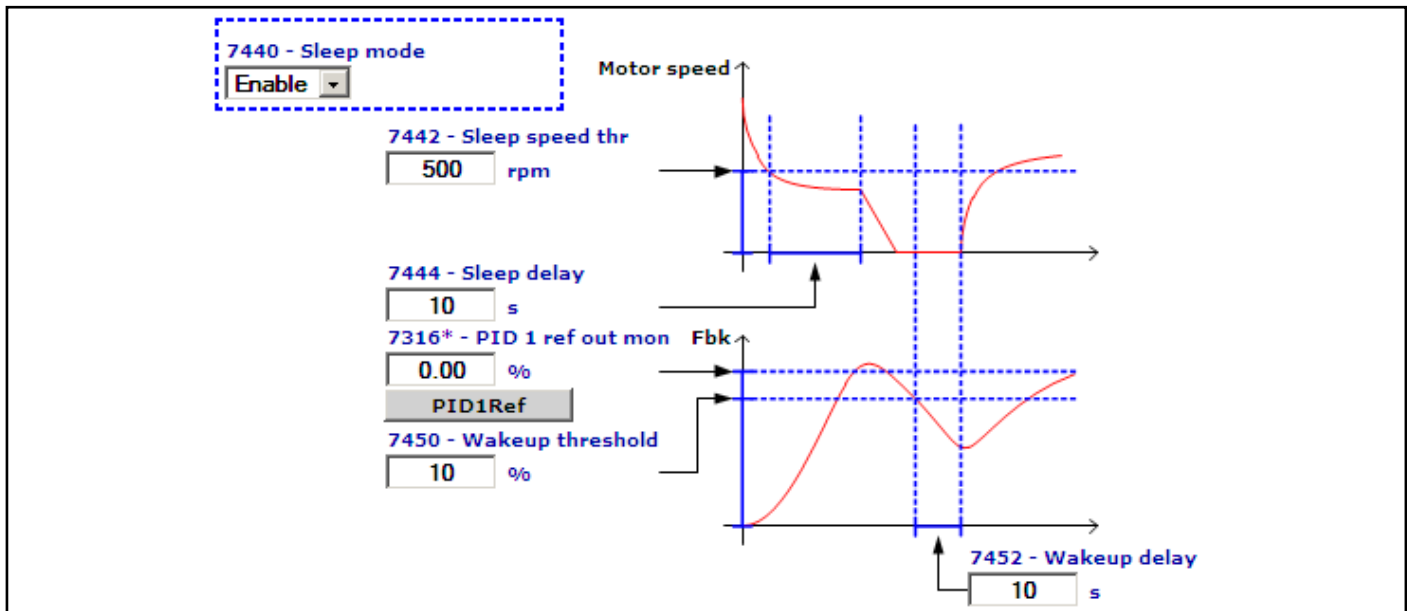 7440 - Sleep mode
Enable
Motor speed
7442 - Sleep speed thr
500 rpm
7444 - Sleep delay
10 s
7316* - PID 1 ref out mon
Fbk
0.00 %
PID1Ref
7450 - Wakeup threshold
10 %
7452 - Wakeup delay
10 s